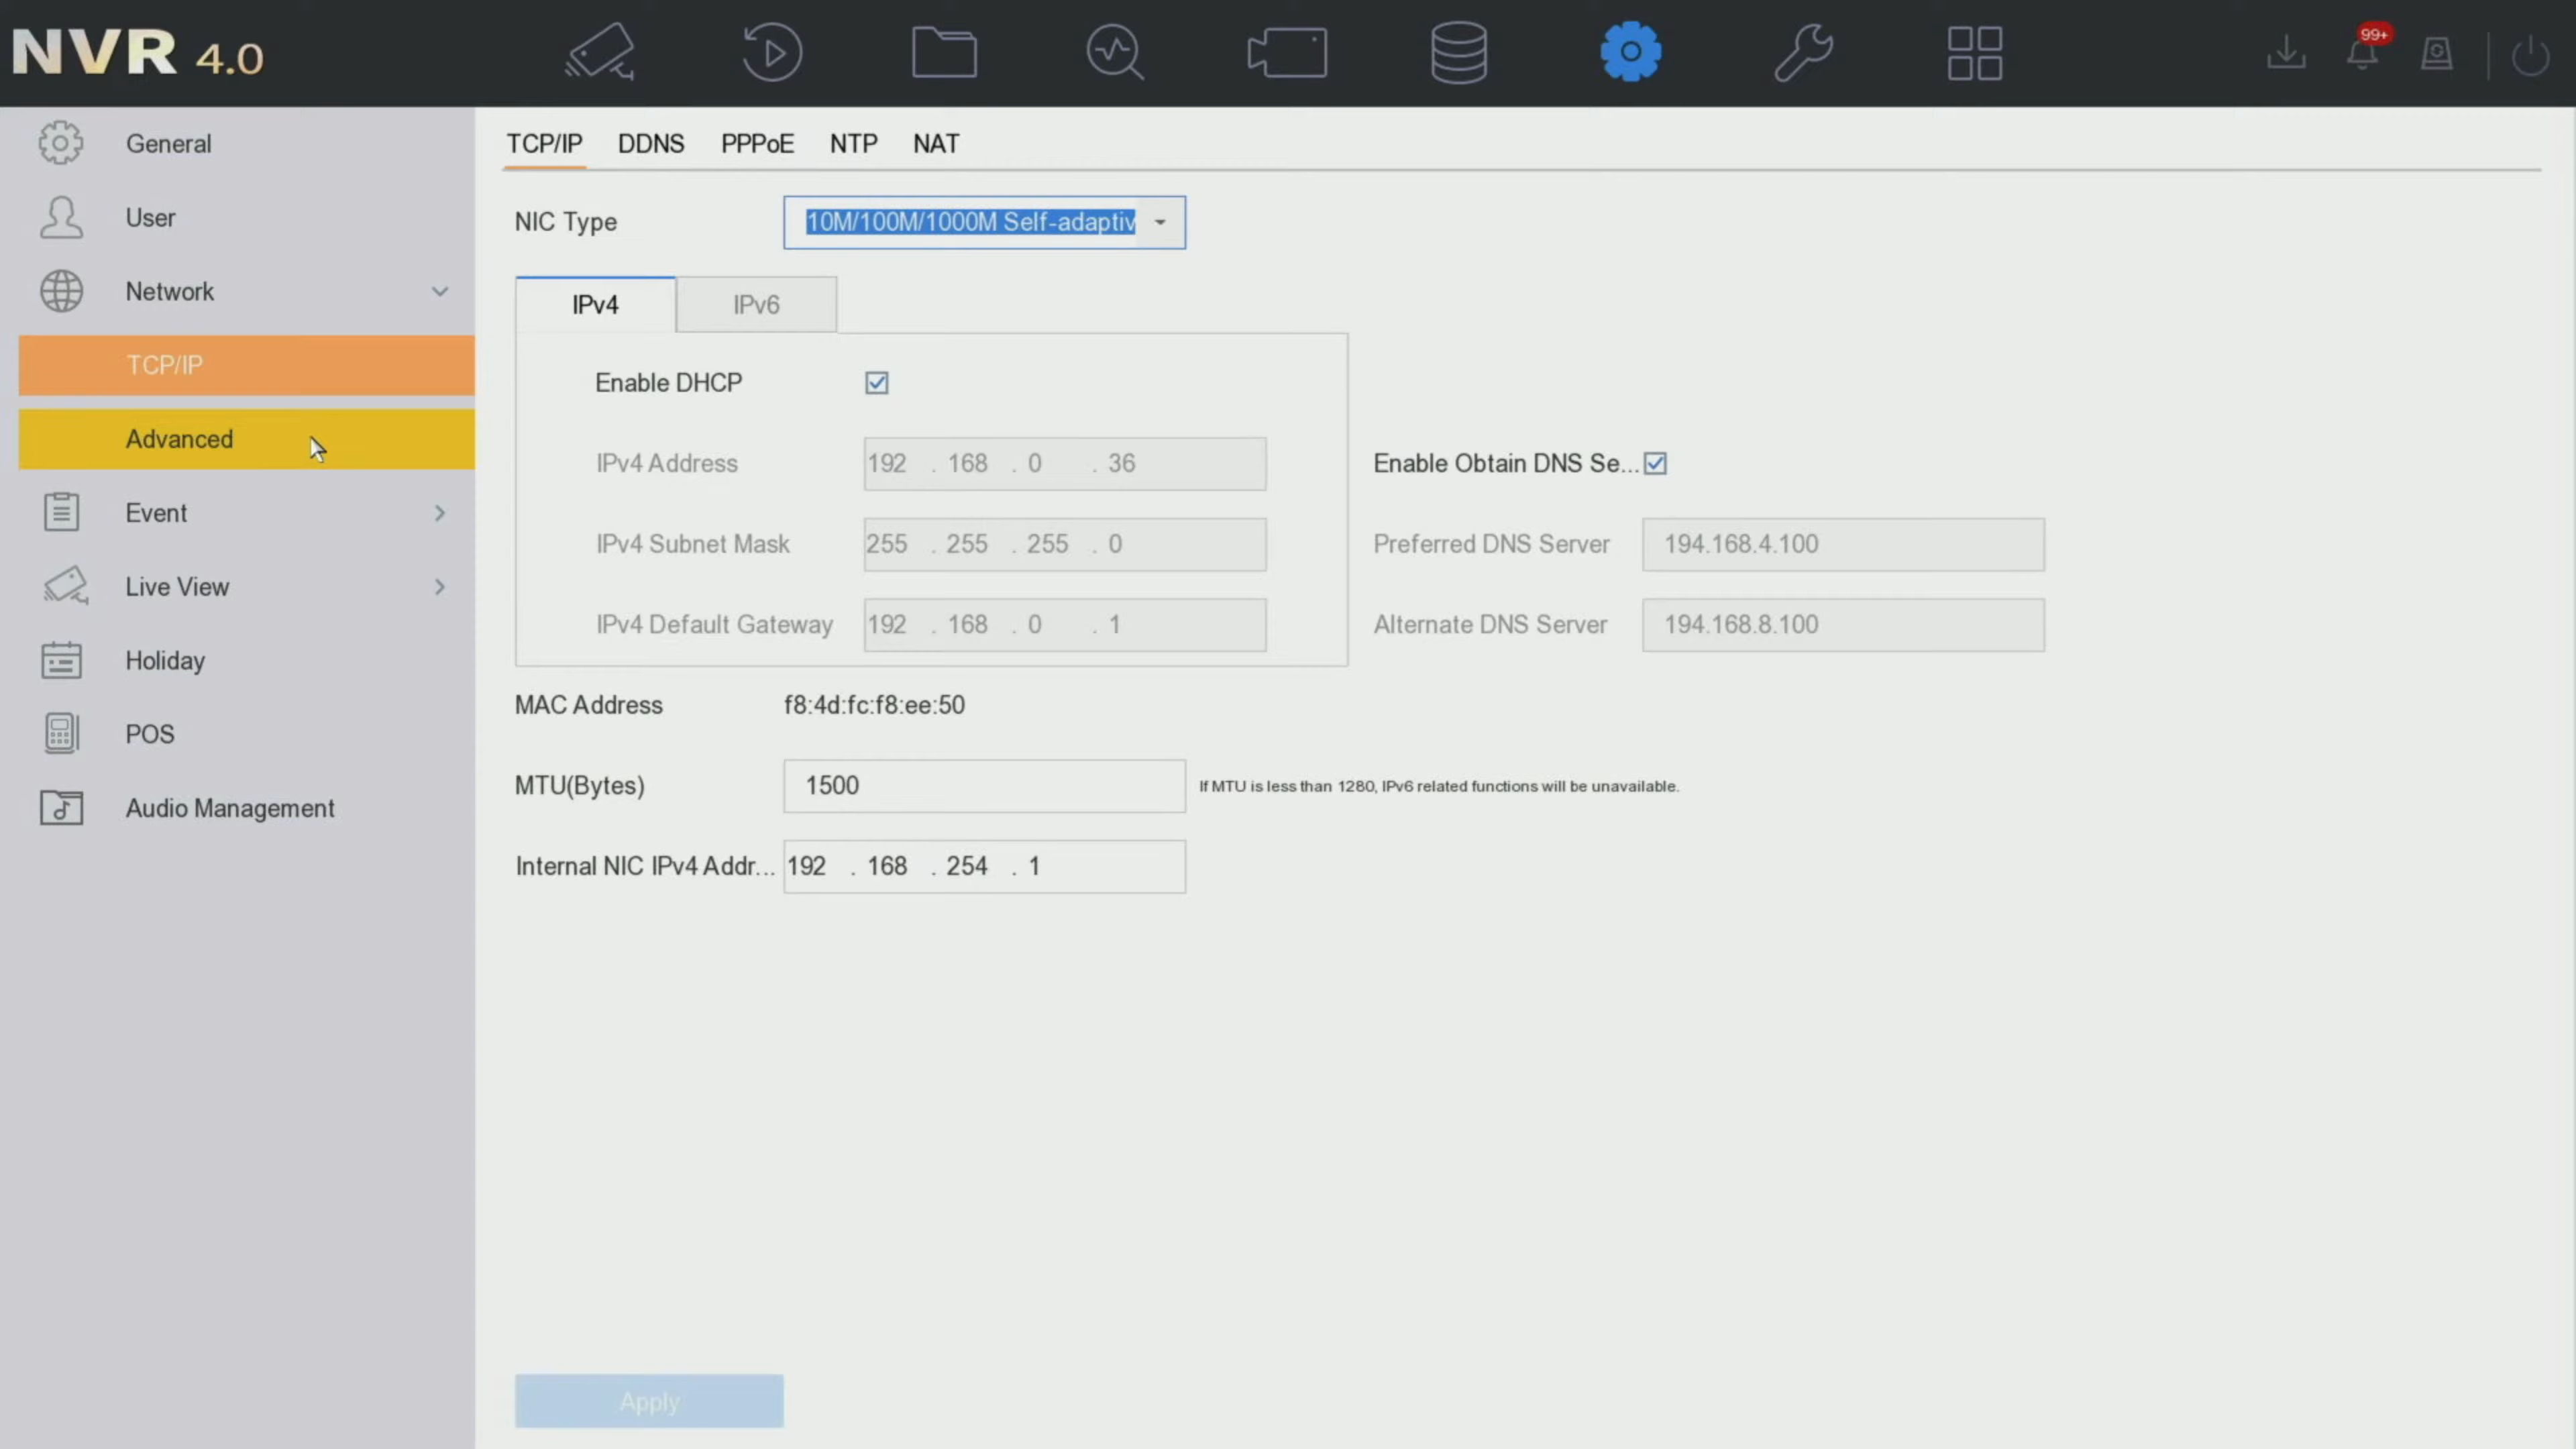 NVR 4.0
99+
General
User
Network
TCP/IP
Advanced
Event
Live View
Holiday
POS
Audio Management
TCP/IP DDNS PPPoE NTP NAT
NIC Type 10M/100M/1000M Self-adaptiv
IPv4 IPv6
Enable DHCP
IPv4 Address 192 . 168 . 0 . 36 Enable Obtain DNS Se...
IPv4 Subnet Mask 255 . 255 . 255 . 0 Preferred DNS Server 194.168.4.100
IPv4 Default Gateway 192 . 168 . 0 . 1 Alternate DNS Server 194.168.8.100
MAC Address f8:4d:fc:f8:ee:50
MTU(Bytes) 1500 If MTU is less than 1280, IPv6 related functions will be unavailable.
Internal NIC IPv4 Addr... 192 . 168 . 254 . 1
Apply